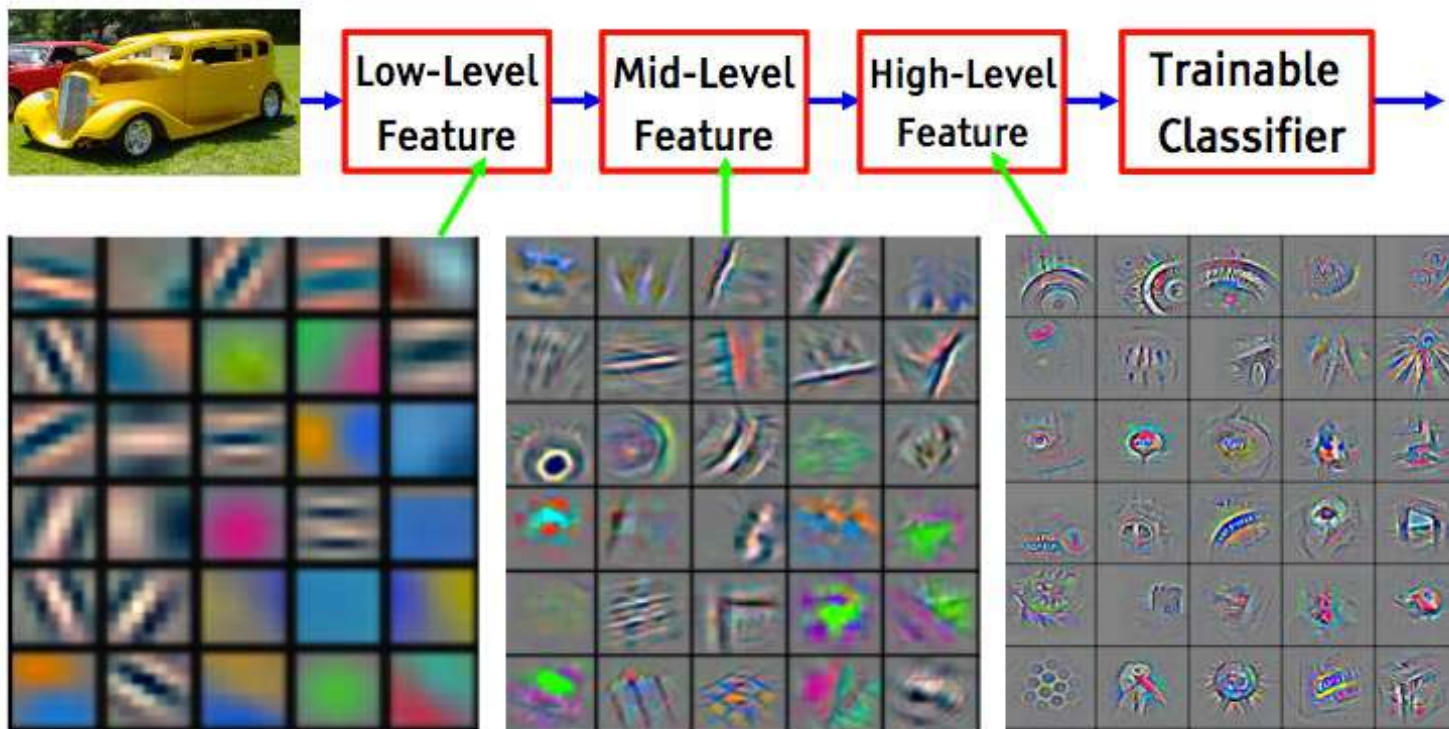 Low-Level
Feature
Mid-Level
Feature
High-Level
Feature
Trainable
Classifier